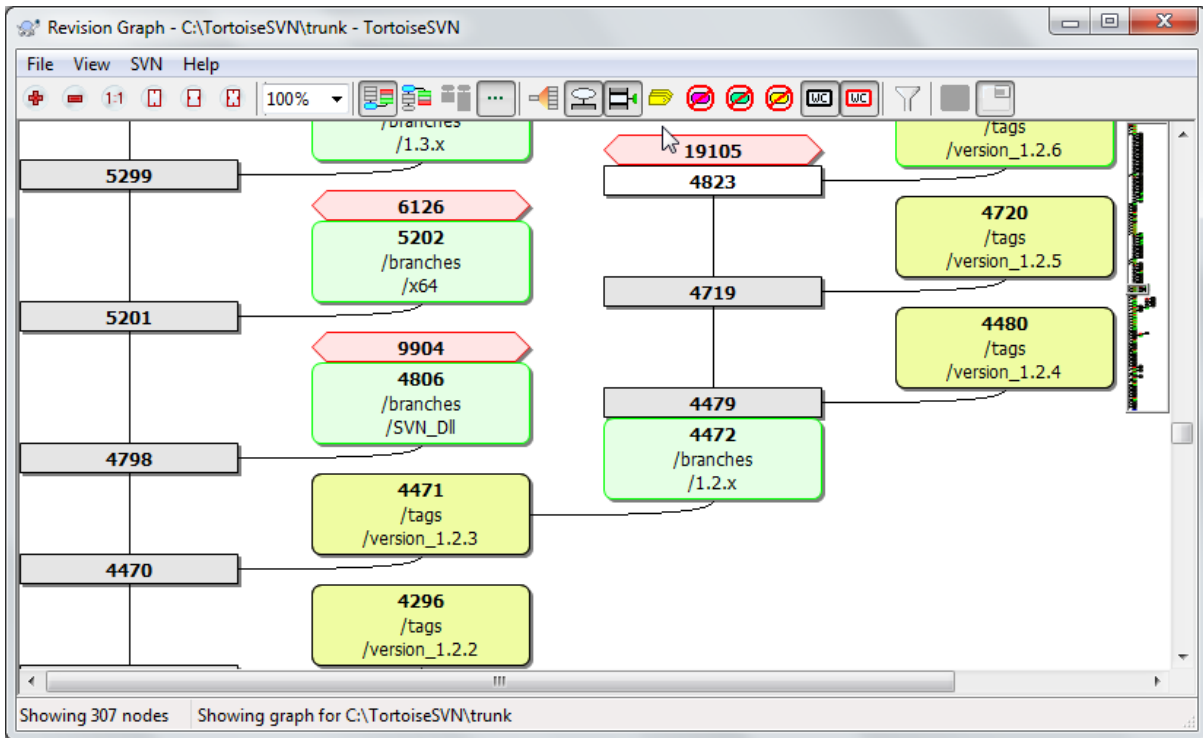 Revision Graph - C:\TortoiseSVN\trunk - TortoiseSVN
File View SVN Help
1:1 100% ... WC WC
/branches
/1.3.x
5299
6126
5202
/branches
/x64
5201
9904
4806
/branches
/SVN_Dll
4798
4471
/tags
/version_1.2.3
4470
4296
/tags
/version_1.2.2
19105
4823
4719
4479
4472
/branches
/1.2.x
/tags
/version_1.2.6
4720
/tags
/version_1.2.5
4480
/tags
/version_1.2.4
Showing 307 nodes Showing graph for C:\TortoiseSVN\trunk